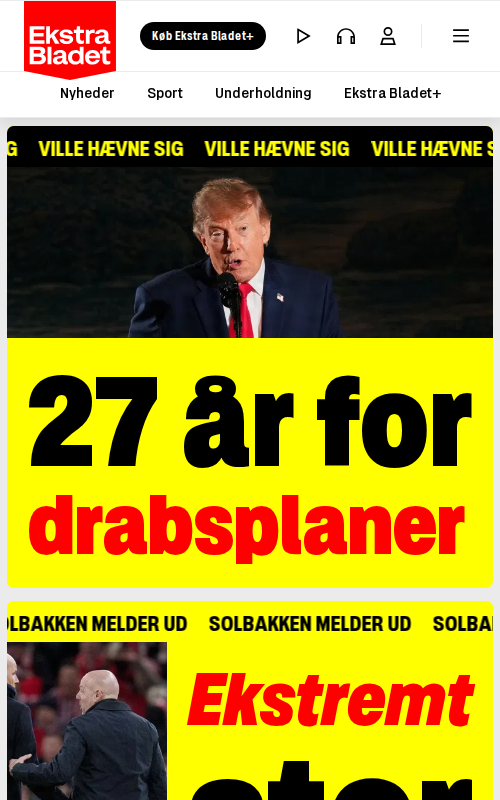 Ekstra
Bladet
Køb Ekstra Bladet+
Nyheder Sport Underholdning Ekstra Bladet+
VILLE HÆVNE SIG VILLE HÆVNE SIG VILLE HÆVNE
27 år for
drabsplaner
SOLBAKKEN MELDER UD SOLBAKKEN MELDER UD
Ekstremt